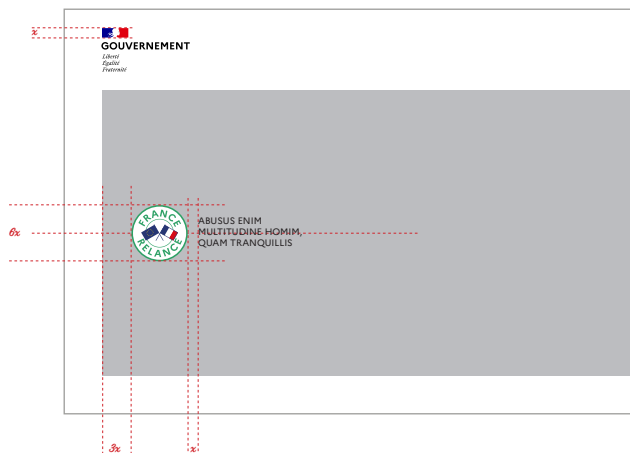 x
GOUVERNEMENT
Liberté
Égalité
Fraternité
FRANCE
RELANCE
ABUSUS ENIM
MULTITUDINE HOMIM,
QUAM TRANQUILLIS
6x
3x
x